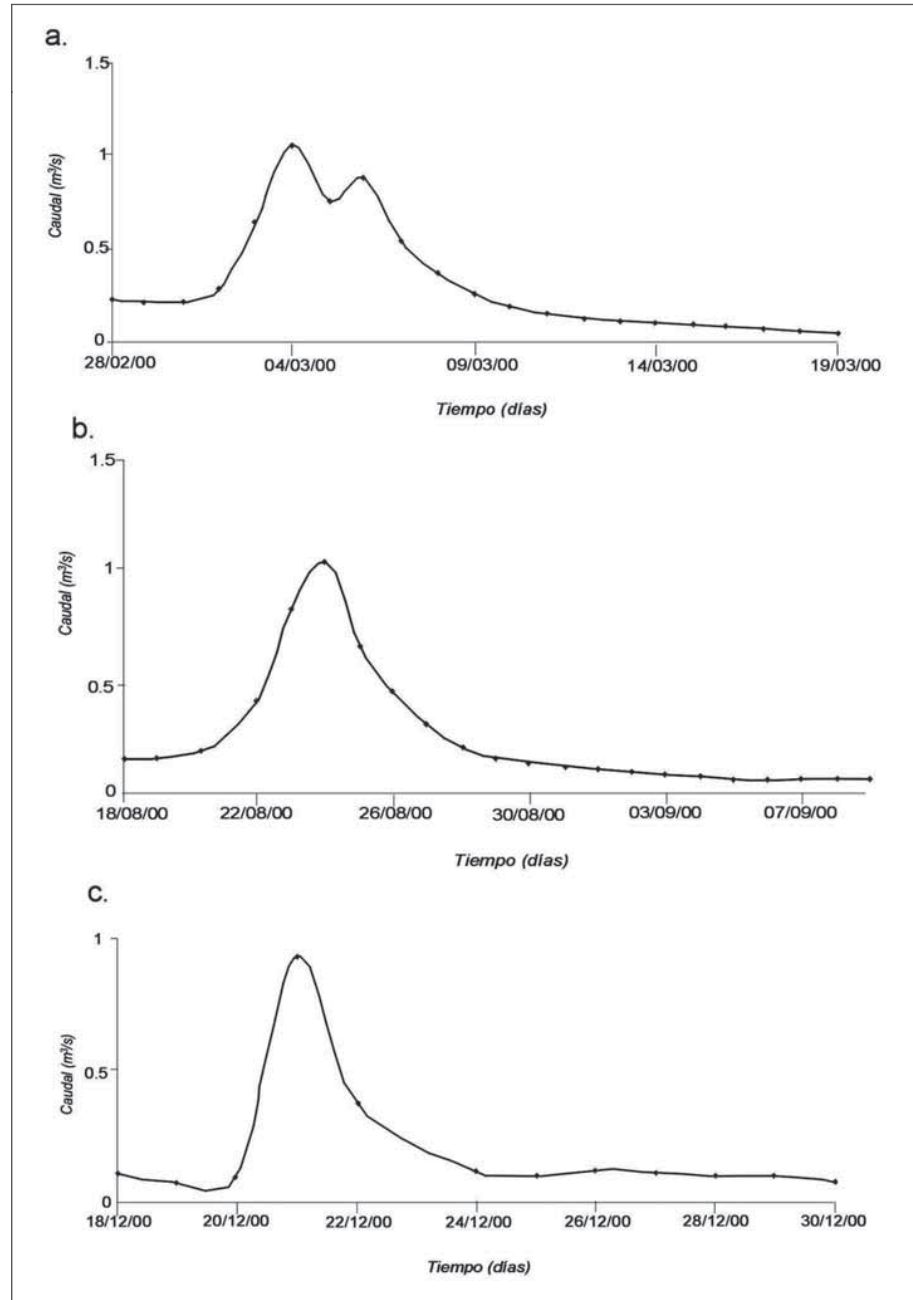 a.
1.5
1
0.5
0
Caudal (m³/s)
28/02/00 04/03/00 09/03/00 14/03/00 19/03/00
Tiempo (días)
b.
1.5
1
0.5
0
Caudal (m³/s)
18/08/00 22/08/00 26/08/00 30/08/00 03/09/00 07/09/00
Tiempo (días)
c.
1
0.5
0
Caudal (m³/s)
18/12/00 20/12/00 22/12/00 24/12/00 26/12/00 28/12/00 30/12/00
Tiempo (días)